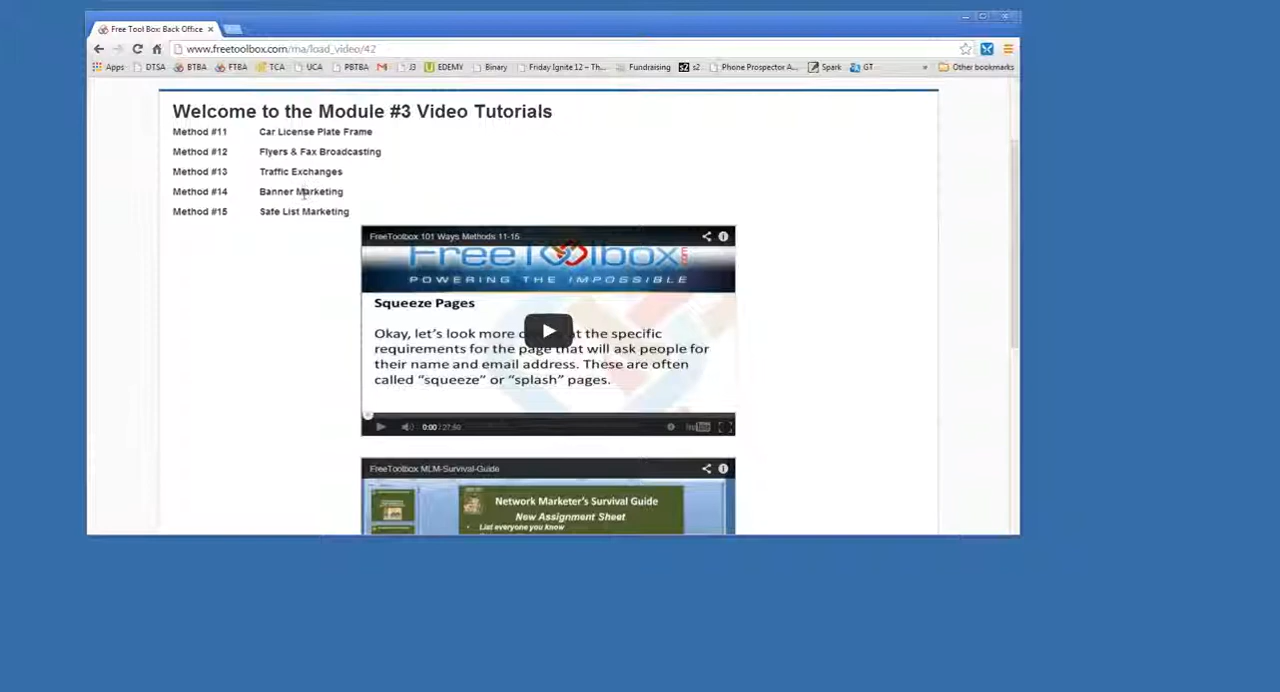 Free Tool Box: Back Office
www.freetoolbox.com/ma/load_video/42
Apps DTSA BTBA FTBA TCA UCA PBTBA J3 EDEMY Binary Friday Ignite 12 – Th... Fundraising s2 Phone Prospector A... Spark GT » Other bookmarks
Welcome to the Module #3 Video Tutorials
Method #11 Car License Plate Frame
Method #12 Flyers & Fax Broadcasting
Method #13 Traffic Exchanges
Method #14 Banner Marketing
Method #15 Safe List Marketing
FreeToolbox 101 Ways Methods 11-15
FreeToolbox
POWERING THE IMPOSSIBLE
Squeeze Pages
Okay, let's look more at the specific
requirements for the page that will ask people for
their name and email address. These are often
called "squeeze" or "splash" pages.
0:00 / 27:50
FreeToolbox MLM-Survival-Guide
Network Marketer's Survival Guide
New Assignment Sheet
List everyone you know